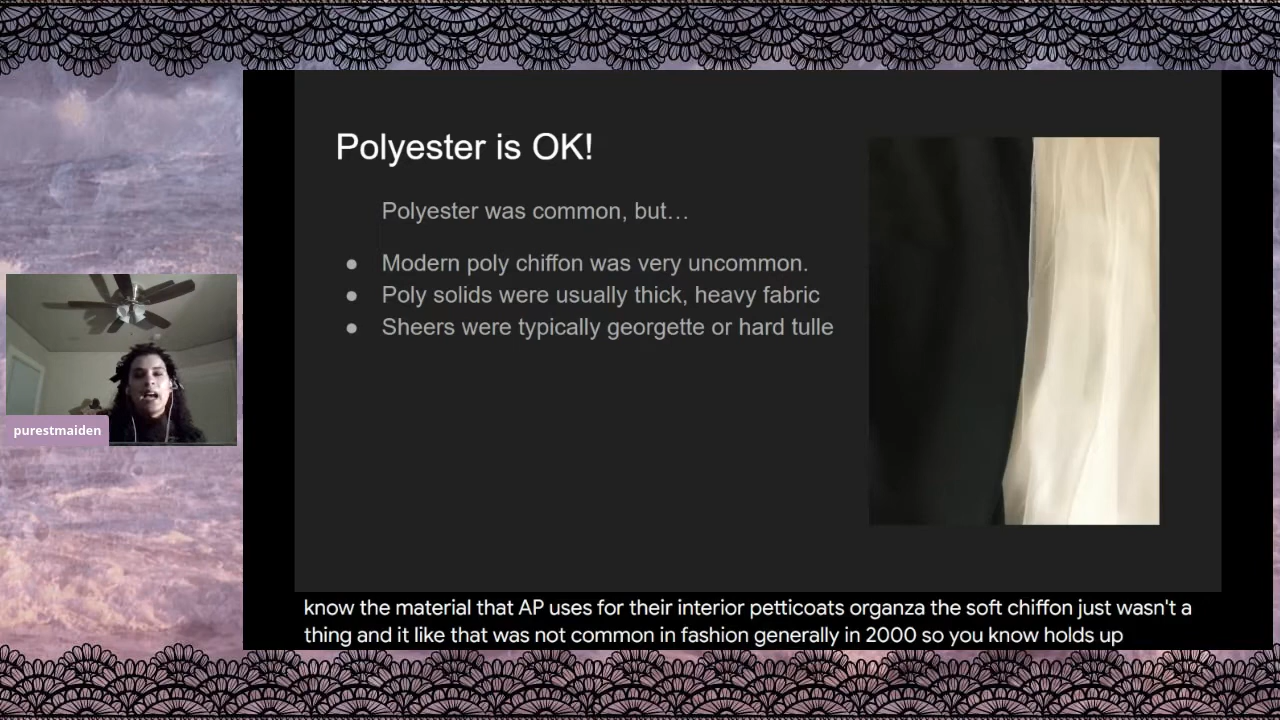 Polyester is OK!
Polyester was common, but…
● Modern poly chiffon was very uncommon.
● Poly solids were usually thick, heavy fabric
● Sheers were typically georgette or hard tulle
purestmaiden
know the material that AP uses for their interior petticoats organza the soft chiffon just wasn't a
thing and it like that was not common in fashion generally in 2000 so you know holds up